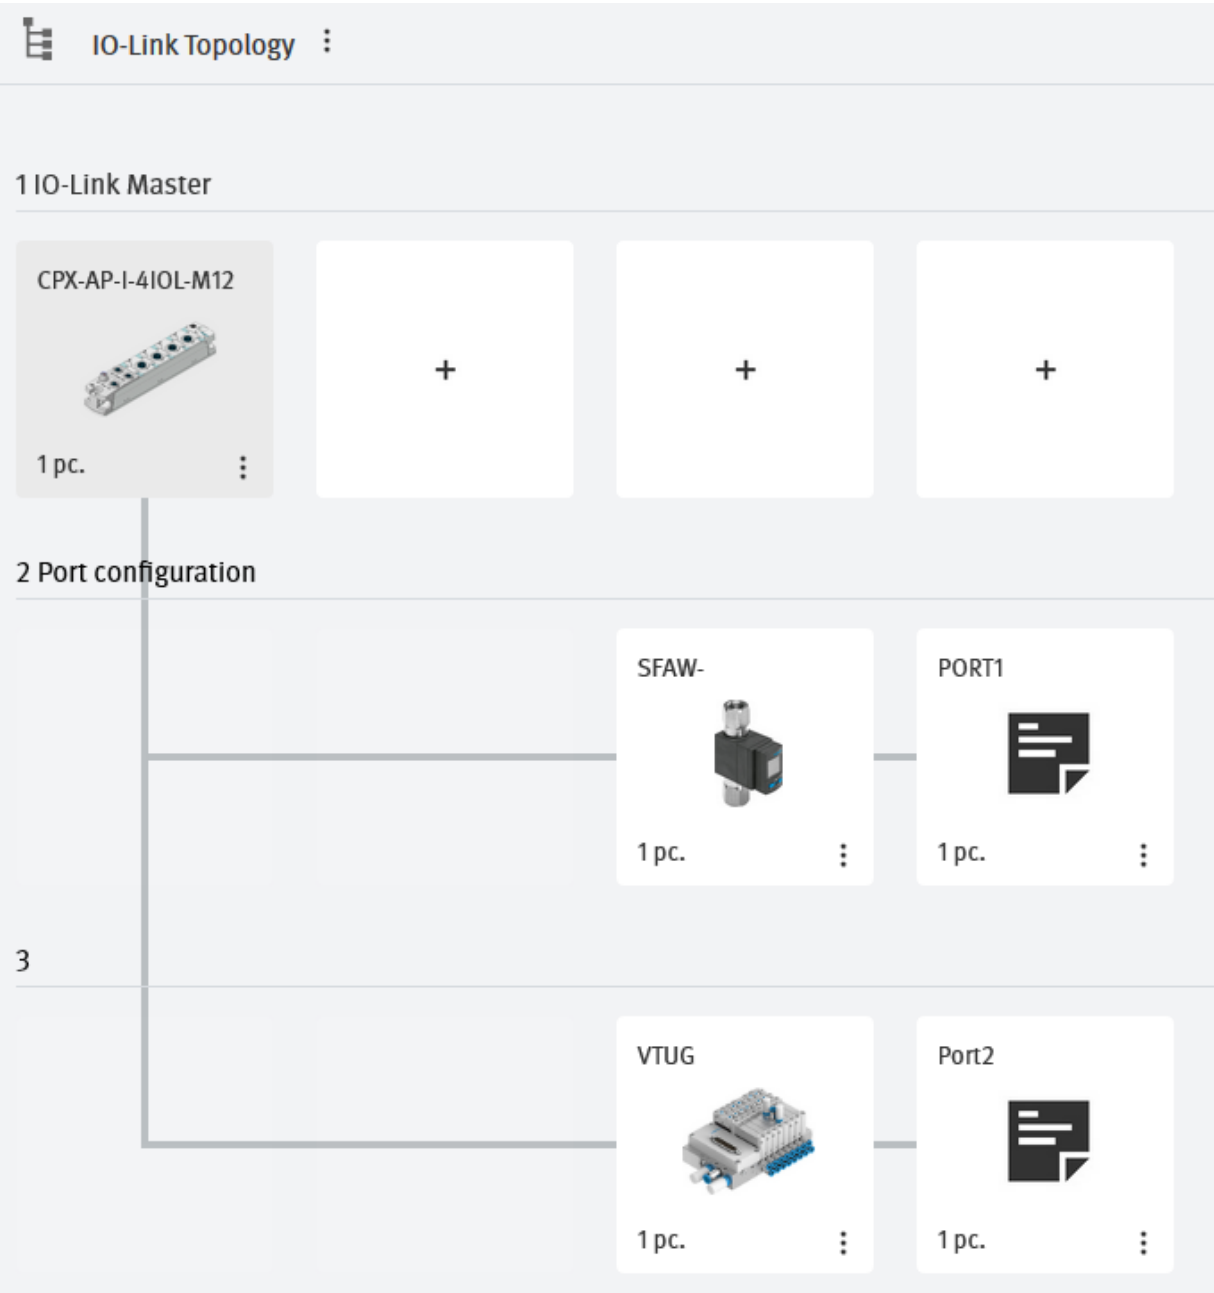 IO-Link Topology
1 IO-Link Master
CPX-AP-I-4IOL-M12
+
+
+
1 pc.
2 Port configuration
SFAW-
PORT1
1 pc.
1 pc.
3
VTUG
Port2
1 pc.
1 pc.